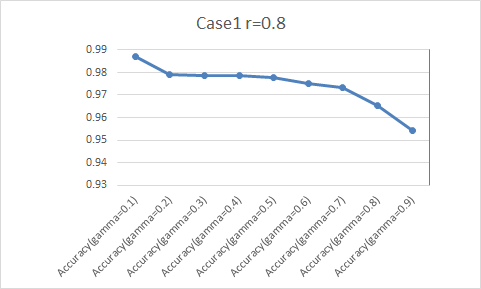 Case1 r=0.8
0.99
0.98
0.97
0.96
0.95
0.94
0.93
Accuracy(gamma=0.1)
Accuracy(gamma=0.2)
Accuracy(gamma=0.3)
Accuracy(gamma=0.4)
Accuracy(gamma=0.5)
Accuracy(gamma=0.6)
Accuracy(gamma=0.7)
Accuracy(gamma=0.8)
Accuracy(gamma=0.9)